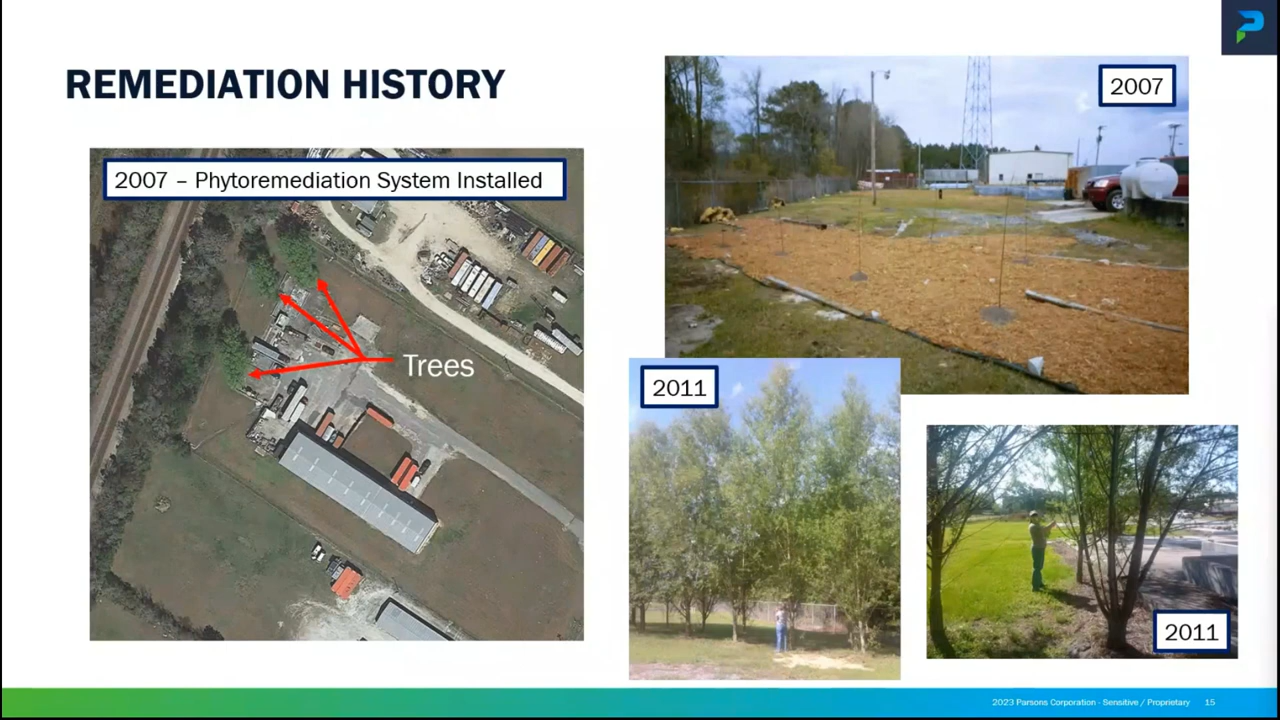 REMEDIATION HISTORY
2007 – Phytoremediation System Installed
Trees
2007
2011
2011
2023 Parsons Corporation - Sensitive / Proprietary 15